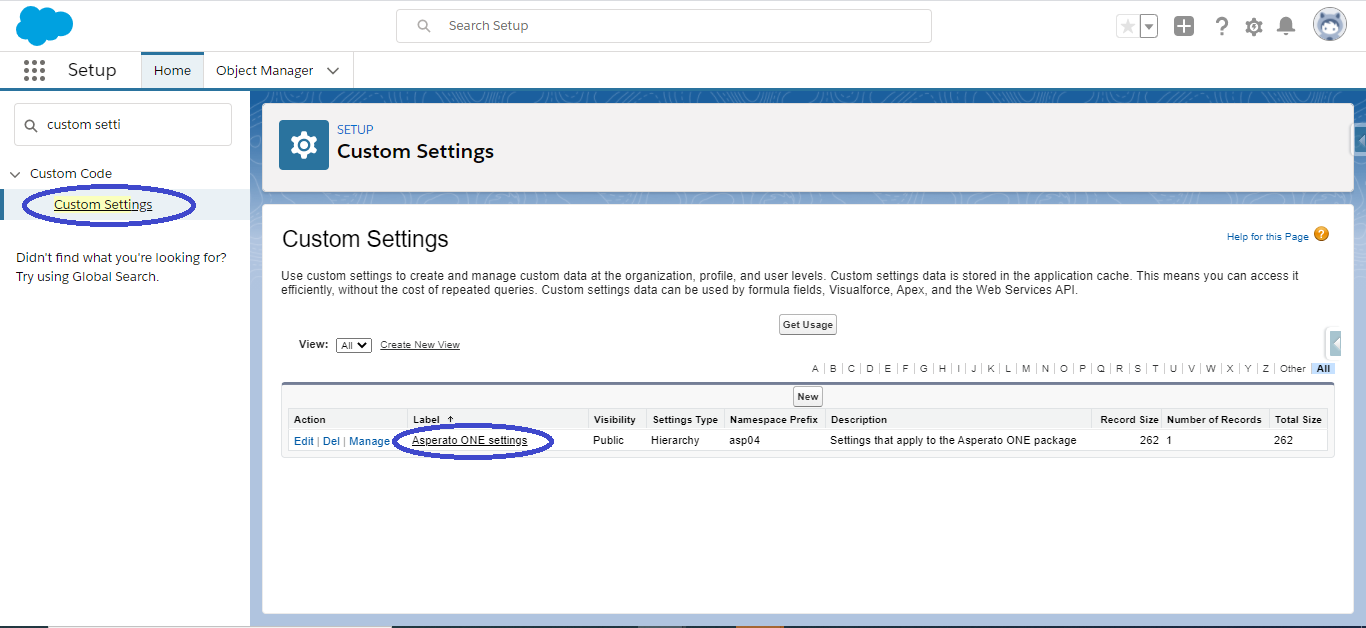 Search Setup
Setup
Home
Object Manager
custom setti
Custom Code
Custom Settings
Didn't find what you're looking for?
Try using Global Search.
SETUP
Custom Settings
Custom Settings
Help for this Page ?
Use custom settings to create and manage custom data at the organization, profile, and user levels. Custom settings data is stored in the application cache. This means you can access it
efficiently, without the cost of repeated queries. Custom settings data can be used by formula fields, Visualforce, Apex, and the Web Services API.
Get Usage
View: All Create New View
A | B | C | D | E | F | G | H | I | J | K | L | M | N | O | P | Q | R | S | T | U | V | W | X | Y | Z | Other All
New
Action Label ↑ Visibility Settings Type Namespace Prefix Description Record Size Number of Records Total Size
Edit | Del | Manage Asperato ONE settings Public Hierarchy asp04 Settings that apply to the Asperato ONE package 262 1 262